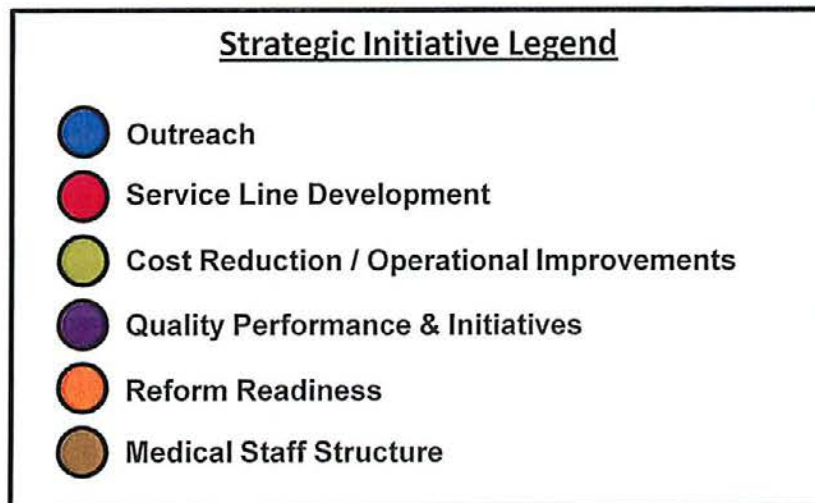 Strategic Initiative Legend
Outreach
Service Line Development
Cost Reduction / Operational Improvements
Quality Performance & Initiatives
Reform Readiness
Medical Staff Structure